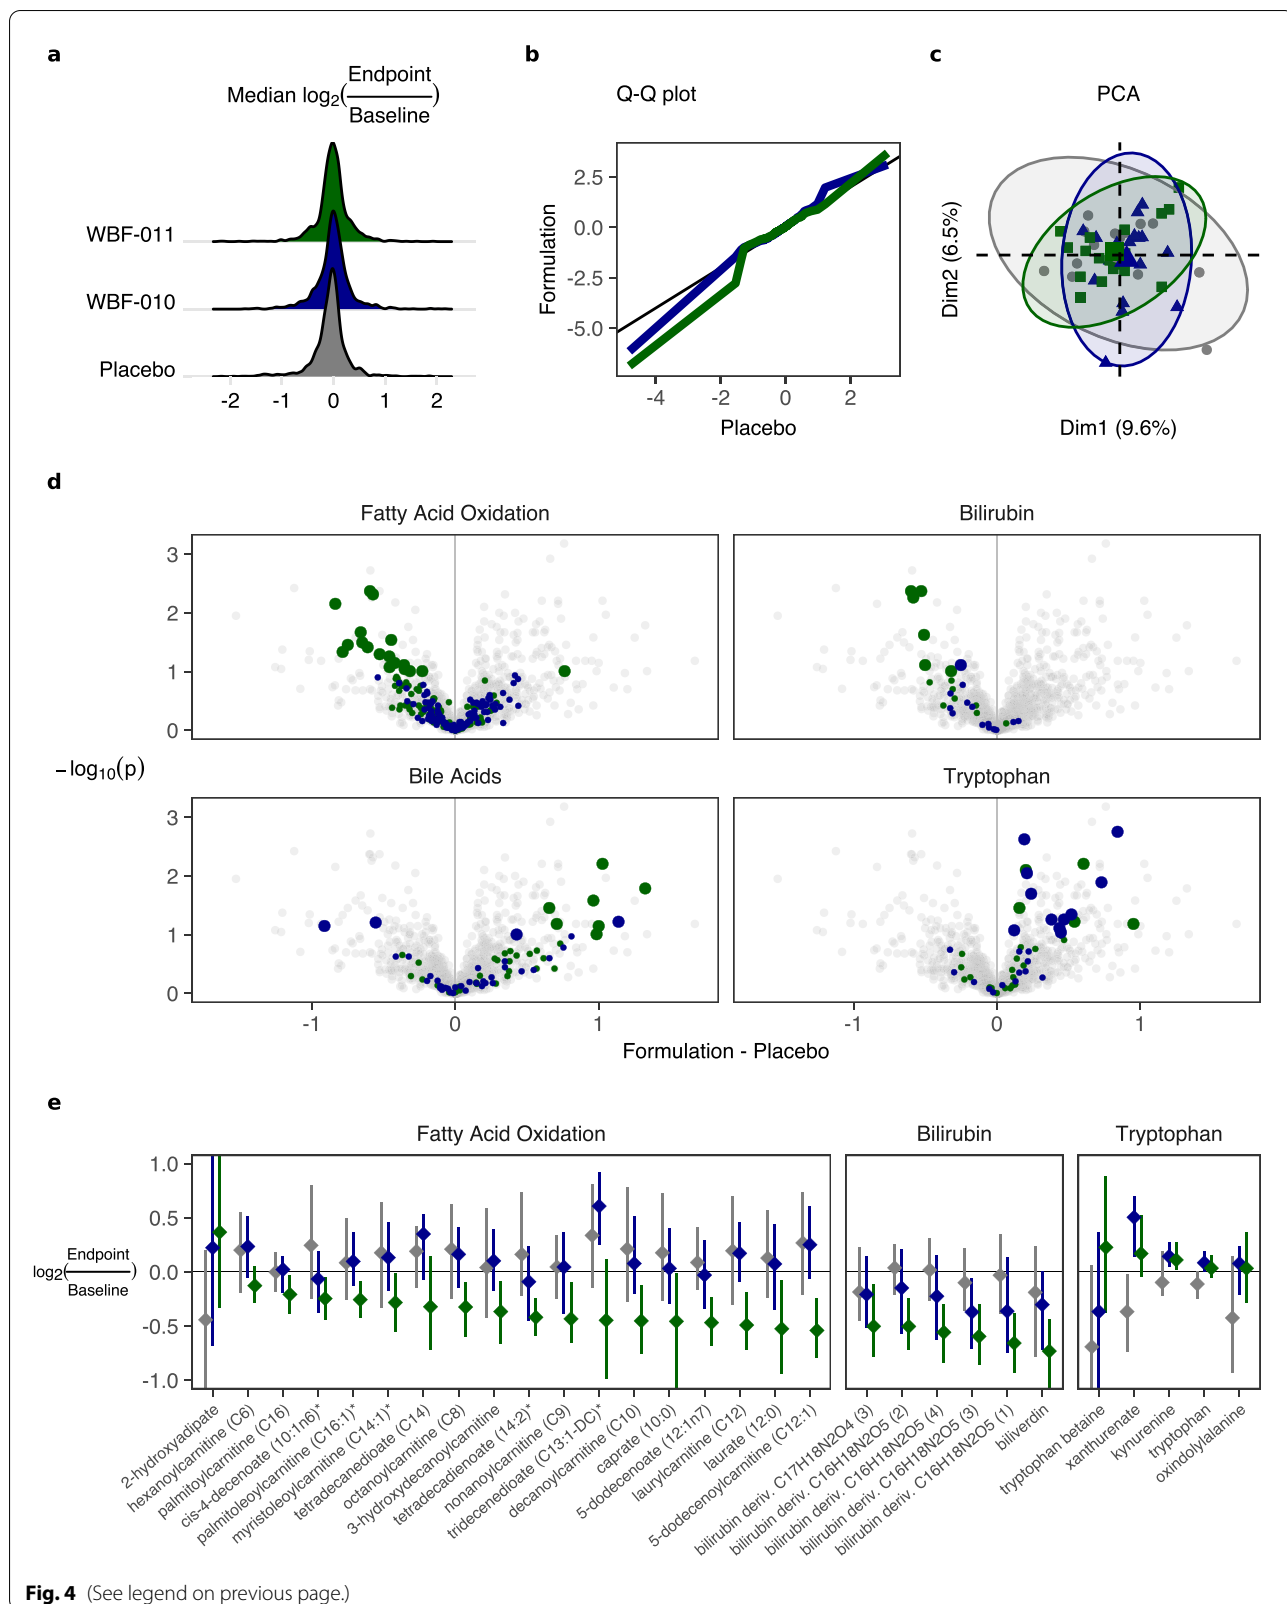 a
Median log2(Endpoint/Baseline)
WBF-011
WBF-010
Placebo
-2 -1 0 1 2
b
Q-Q plot
Formulation
2.5
0.0
-2.5
-5.0
-4 -2 0 2
Placebo
c
PCA
Dim2 (6.5%)
Dim1 (9.6%)
d
Fatty Acid Oxidation
Bilirubin
3
2
1
0
−log10(p)
Bile Acids
Tryptophan
3
2
1
0
-1 0 1
-1 0 1
Formulation - Placebo
e
Fatty Acid Oxidation
Bilirubin
Tryptophan
1.0
0.5
0.0
-0.5
-1.0
log2(Endpoint/Baseline)
2-hydroxyadipate
hexanoylcarnitine (C6)
palmitoylcarnitine (C16)
cis-4-decenoate (10:1n6)*
palmitoleoylcarnitine (C16:1)*
myristoleoylcarnitine (C14:1)*
tetradecanedioate (C14)
octanoylcarnitine (C8)
3-hydroxydecanoylcarnitine
tetradecadienoate (14:2)*
nonanoylcarnitine (C9)
tridecenedioate (C13:1-DC)*
decanoylcarnitine (C10)
caprate (10:0)
5-dodecenoate (12:1n7)
laurylcarnitine (C12)
laurate (12:0)
5-dodecenoylcarnitine (C12:1)
bilirubin deriv. C17H18N2O4 (3)
bilirubin deriv. C16H18N2O5 (2)
bilirubin deriv. C16H18N2O5 (4)
bilirubin deriv. C16H18N2O5 (3)
bilirubin deriv. C16H18N2O5 (1)
biliverdin
tryptophan betaine
xanthurenate
kynurenine
tryptophan
oxindolylalanine
Fig. 4 (See legend on previous page.)